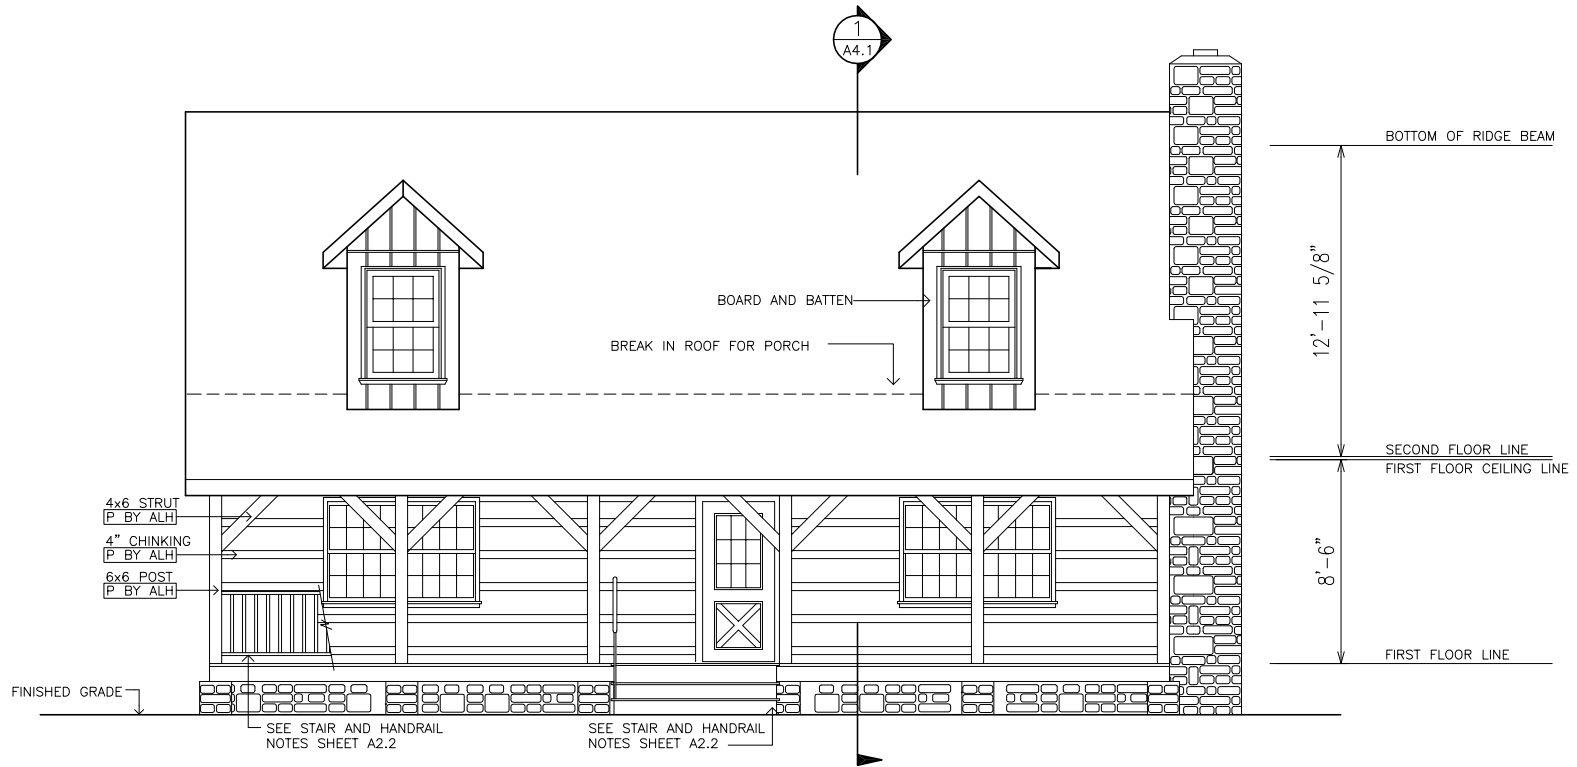 1
A4.1
BOTTOM OF RIDGE BEAM
12'-11 5/8"
BOARD AND BATTEN
BREAK IN ROOF FOR PORCH
SECOND FLOOR LINE
FIRST FLOOR CEILING LINE
4x6 STRUT
P BY ALH
4" CHINKING
P BY ALH
6x6 POST
P BY ALH
8'-6"
FIRST FLOOR LINE
FINISHED GRADE
SEE STAIR AND HANDRAIL
NOTES SHEET A2.2
SEE STAIR AND HANDRAIL
NOTES SHEET A2.2